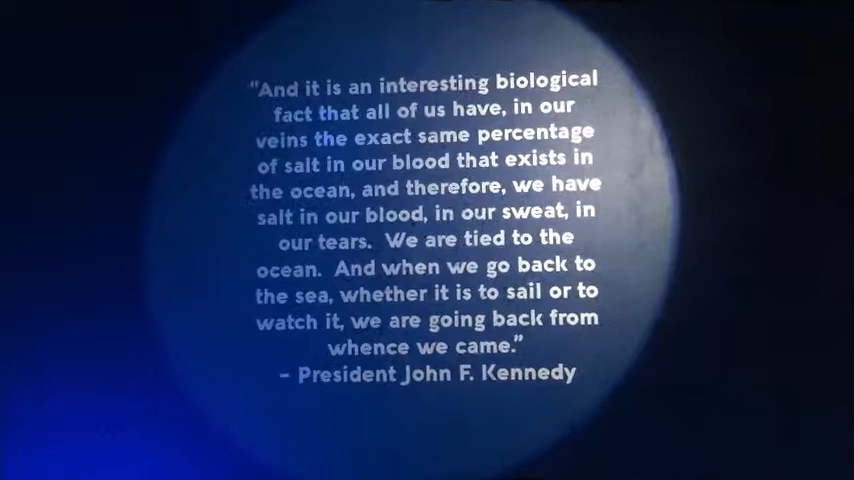 "And it is an interesting biological
fact that all of us have, in our
veins the exact same percentage
of salt in our blood that exists in
the ocean, and therefore, we have
salt in our blood, in our sweat, in
our tears. We are tied to the
ocean. And when we go back to
the sea, whether it is to sail or to
watch it, we are going back from
whence we came."
- President John F. Kennedy